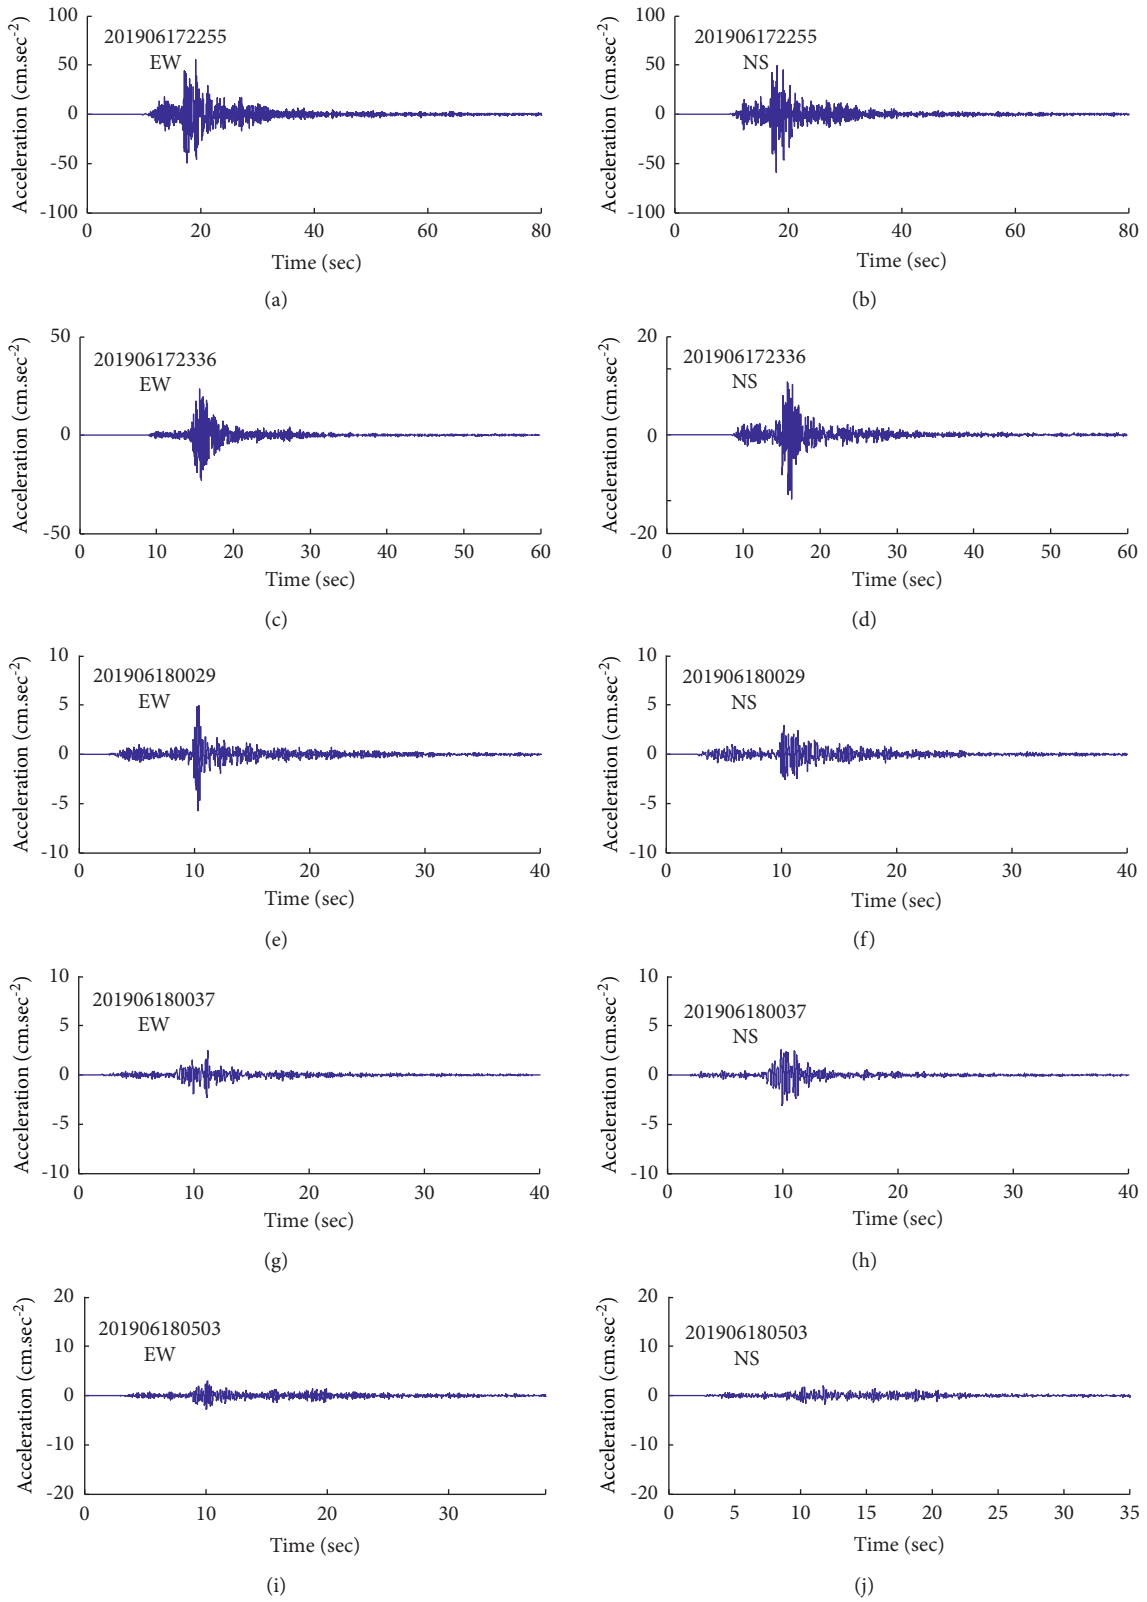 Acceleration (cm.sec-2)
100
50
0
-50
-100
201906172255
EW
0 20 40 60 80
Time (sec)
(a)
Acceleration (cm.sec-2)
100
50
0
-50
-100
201906172255
NS
0 20 40 60 80
Time (sec)
(b)
Acceleration (cm.sec-2)
50
0
-50
201906172336
EW
0 10 20 30 40 50 60
Time (sec)
(c)
Acceleration (cm.sec-2)
20
0
-20
201906172336
NS
0 10 20 30 40 50 60
Time (sec)
(d)
Acceleration (cm.sec-2)
10
5
0
-5
-10
201906180029
EW
0 10 20 30 40
Time (sec)
(e)
Acceleration (cm.sec-2)
10
5
0
-5
-10
201906180029
NS
0 10 20 30 40
Time (sec)
(f)
Acceleration (cm.sec-2)
10
5
0
-5
-10
201906180037
EW
0 10 20 30 40
Time (sec)
(g)
Acceleration (cm.sec-2)
10
5
0
-5
-10
201906180037
NS
0 10 20 30 40
Time (sec)
(h)
Acceleration (cm.sec-2)
20
10
0
-10
-20
201906180503
EW
0 10 20 30
Time (sec)
(i)
Acceleration (cm.sec-2)
20
10
0
-10
-20
201906180503
NS
0 5 10 15 20 25 30 35
Time (sec)
(j)